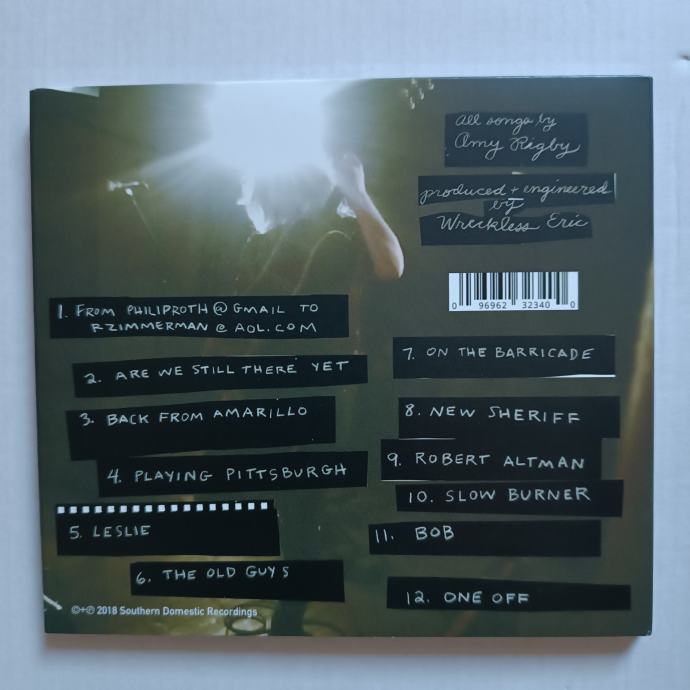 all songs by
Amy Rigby
produced + engineered
by
Wreckless Eric
0 96962 32340 0
1. FROM PHILIPROTH@GMAIL TO
RZIMMERMAN@AOL.COM
2. ARE WE STILL THERE YET
3. BACK FROM AMARILLO
4. PLAYING PITTSBURGH
5. LESLIE
6. THE OLD GUYS
7. ON THE BARRICADE
8. NEW SHERIFF
9. ROBERT ALTMAN
10. SLOW BURNER
11. BOB
12. ONE OFF
©+℗ 2018 Southern Domestic Recordings